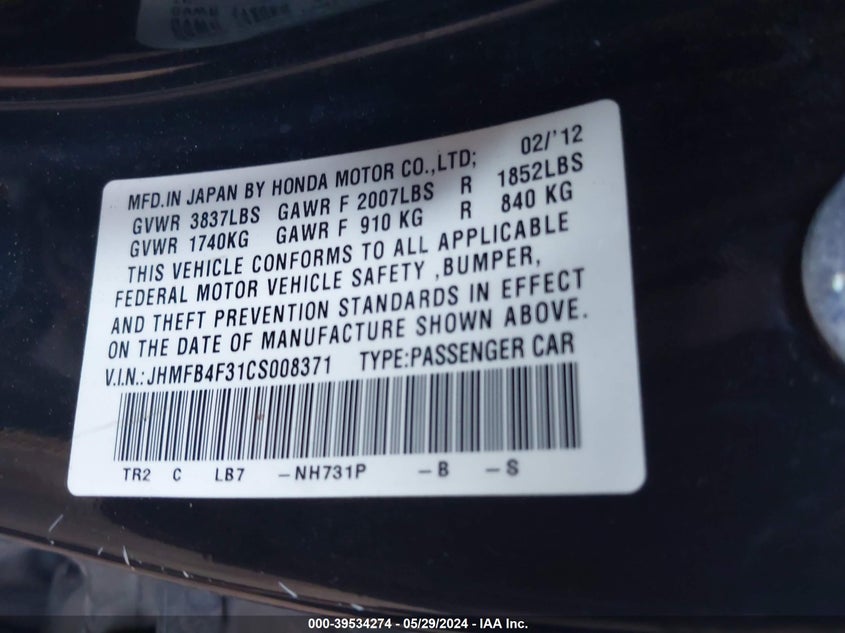 MFD.IN JAPAN BY HONDA MOTOR CO.,LTD; 02/'12
GVWR 3837LBS GAWR F 2007LBS R 1852LBS
GVWR 1740KG GAWR F 910 KG R 840 KG
THIS VEHICLE CONFORMS TO ALL APPLICABLE
FEDERAL MOTOR VEHICLE SAFETY ,BUMPER,
AND THEFT PREVENTION STANDARDS IN EFFECT
ON THE DATE OF MANUFACTURE SHOWN ABOVE.
V.I.N.: JHMFB4F31CS008371 TYPE:PASSENGER CAR
TR2 C LB7 -NH731P -B -S
000-39534274 - 05/29/2024 - IAA Inc.